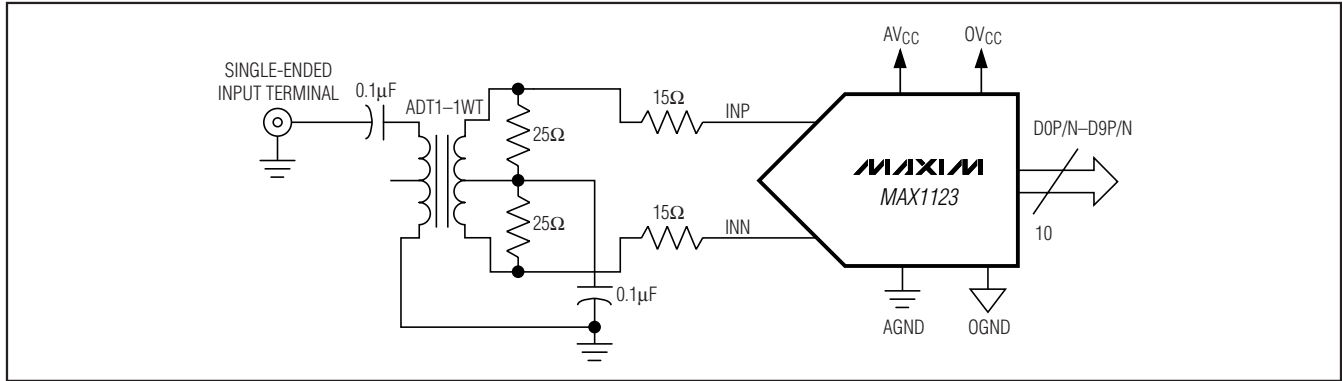 SINGLE-ENDED
INPUT TERMINAL
0.1μF
ADT1–1WT
25Ω
25Ω
0.1μF
15Ω
INP
15Ω
INN
AVCC
OVCC
MAXIM
MAX1123
D0P/N–D9P/N
10
AGND
OGND